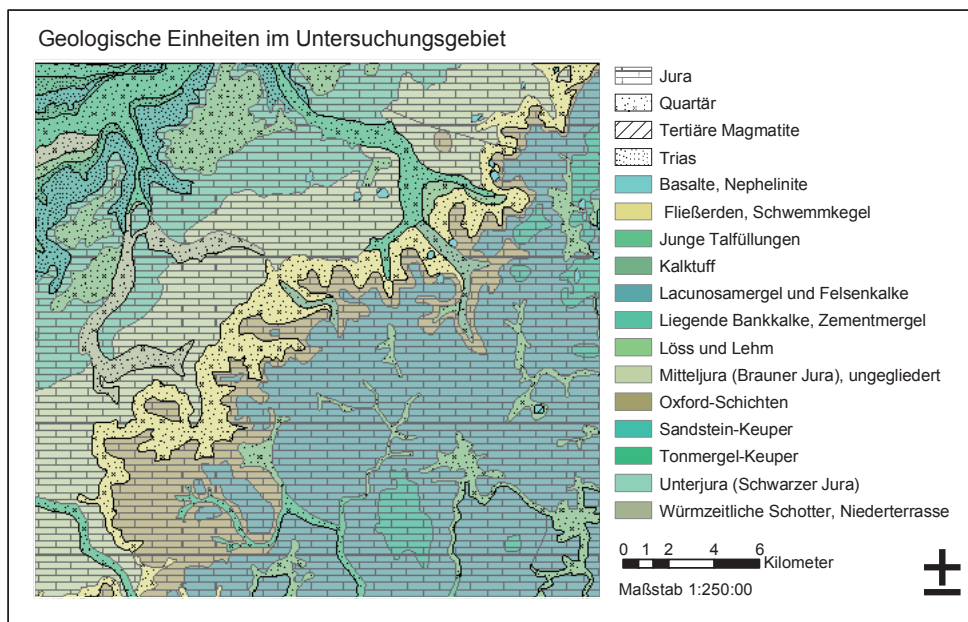 Geologische Einheiten im Untersuchungsgebiet
Jura
Quartär
Tertiäre Magmatite
Trias
Basalte, Nephelinite
Fließerden, Schwemmkegel
Junge Talfüllungen
Kalktuff
Lacunosamergel und Felsenkalke
Liegende Bankkalke, Zementmergel
Löss und Lehm
Mitteljura (Brauner Jura), ungegliedert
Oxford-Schichten
Sandstein-Keuper
Tonmergel-Keuper
Unterjura (Schwarzer Jura)
Würmzeitliche Schotter, Niederterrasse
0 1 2 4 6
Kilometer
Maßstab 1:250:00